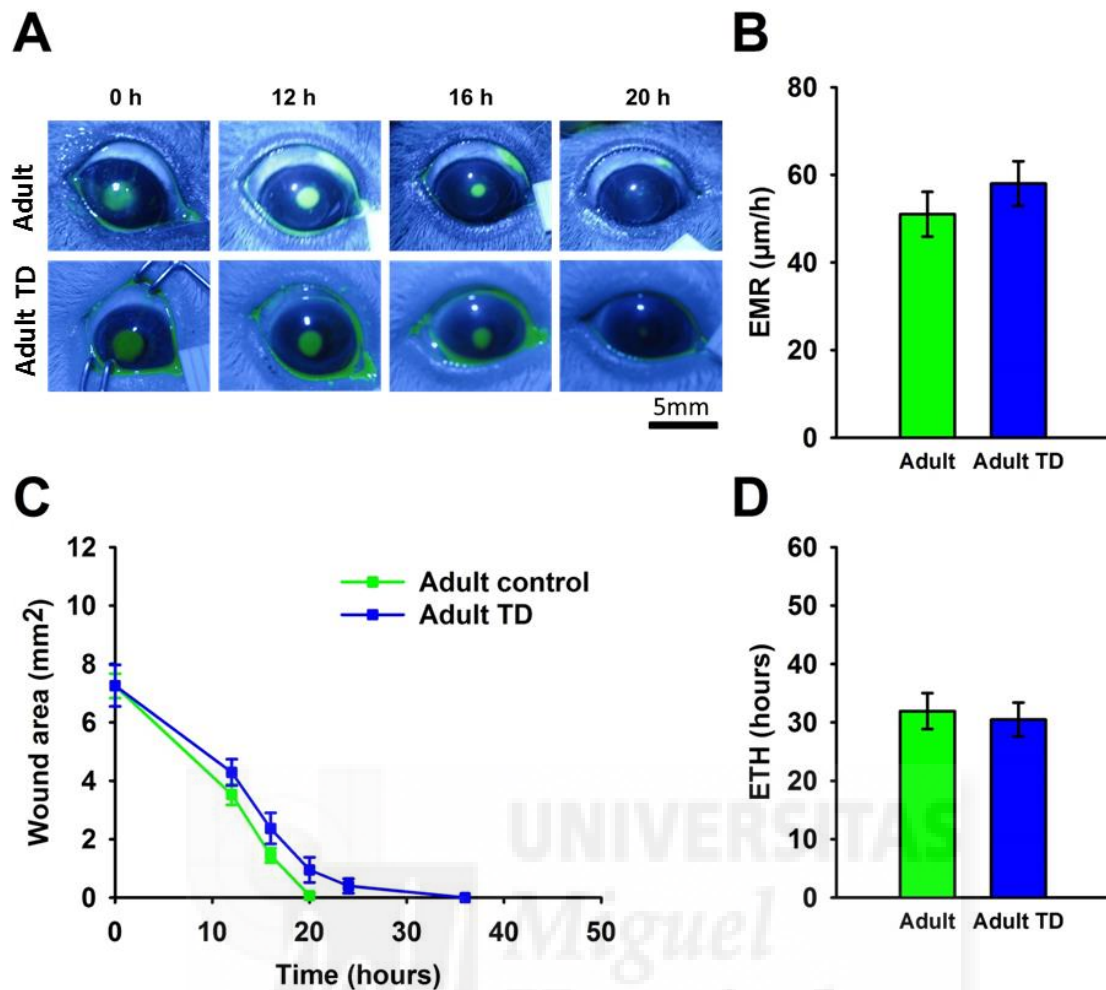 A
0 h 12 h 16 h 20 h
Adult
Adult TD
5mm
B
80
60
40
20
0
EMR (µm/h)
Adult Adult TD
C
12
10
8
6
4
2
0
Wound area (mm2)
Adult control
Adult TD
0 10 20 30 40 50
Time (hours)
D
60
50
40
30
20
10
0
ETH (hours)
Adult Adult TD
UNIVERSITAS
Miguel